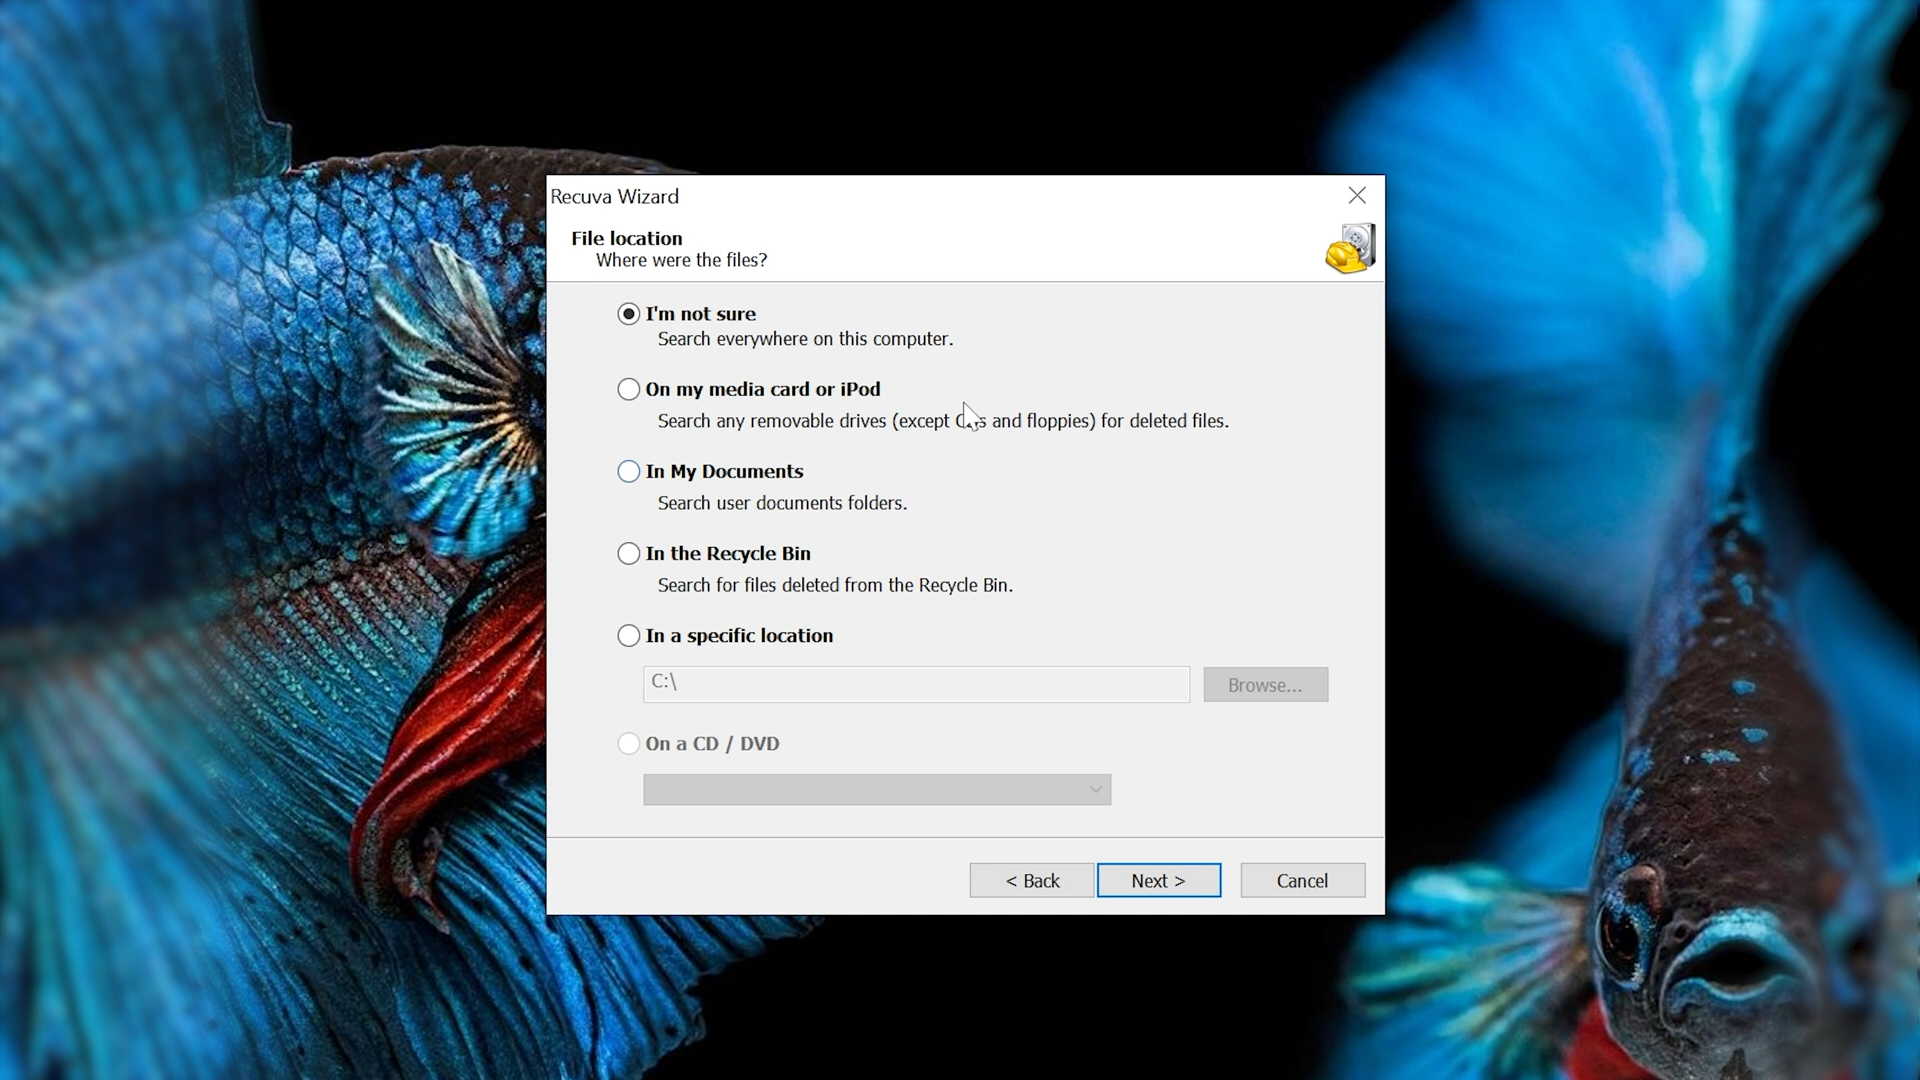 Recuva Wizard
File location
Where were the files?
I'm not sure
Search everywhere on this computer.
On my media card or iPod
Search any removable drives (except and floppies) for deleted files.
In My Documents
Search user documents folders.
In the Recycle Bin
Search for files deleted from the Recycle Bin.
In a specific location
C:\
Browse...
On a CD / DVD
< Back
Next >
Cancel